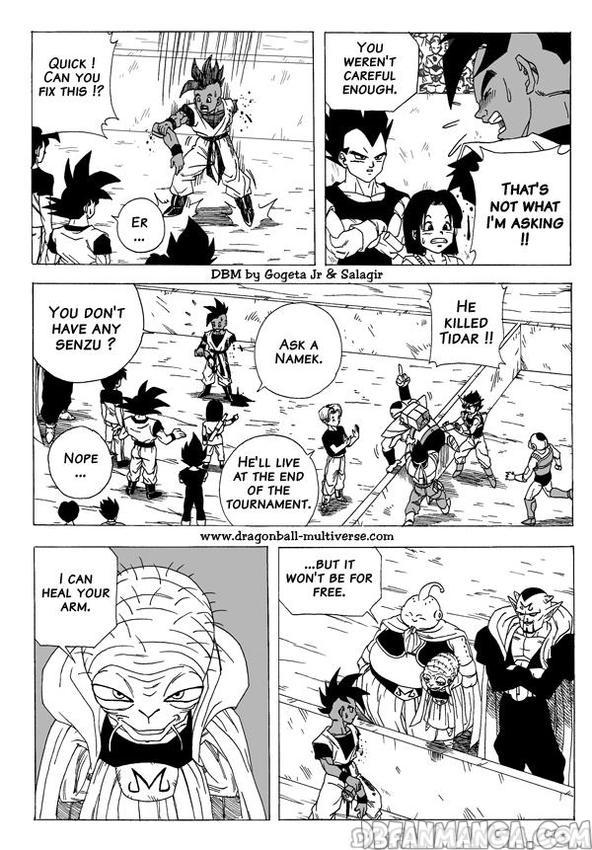 QUICK !
CAN YOU
FIX THIS !?
ER
...
YOU
WEREN'T
CAREFUL
ENOUGH.
THAT'S
NOT WHAT
I'M ASKING
!!
DBM by Gogeta Jr & Salagir
YOU DON'T
HAVE ANY
SENZU ?
ASK A
NAMEK.
HE
KILLED
TIDAR !!
NOPE
...
HE'LL LIVE
AT THE END
OF THE
TOURNAMENT.
www.dragonball-multiverse.com
I CAN
HEAL YOUR
ARM.
M
...BUT IT
WON'T BE FOR
FREE.
M
DBFANMANGA.COM